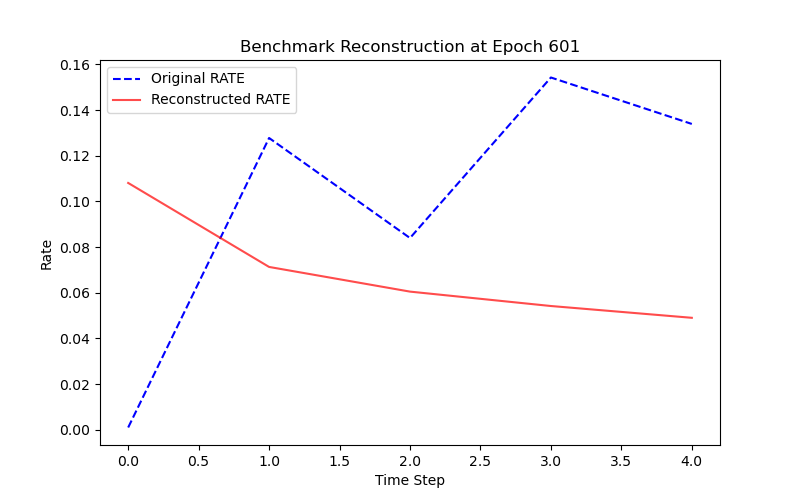 Benchmark Reconstruction at Epoch 601
Original RATE
Reconstructed RATE
0.16
0.14
0.12
0.10
0.08
0.06
0.04
0.02
0.00
Rate
0.0 0.5 1.0 1.5 2.0 2.5 3.0 3.5 4.0
Time Step